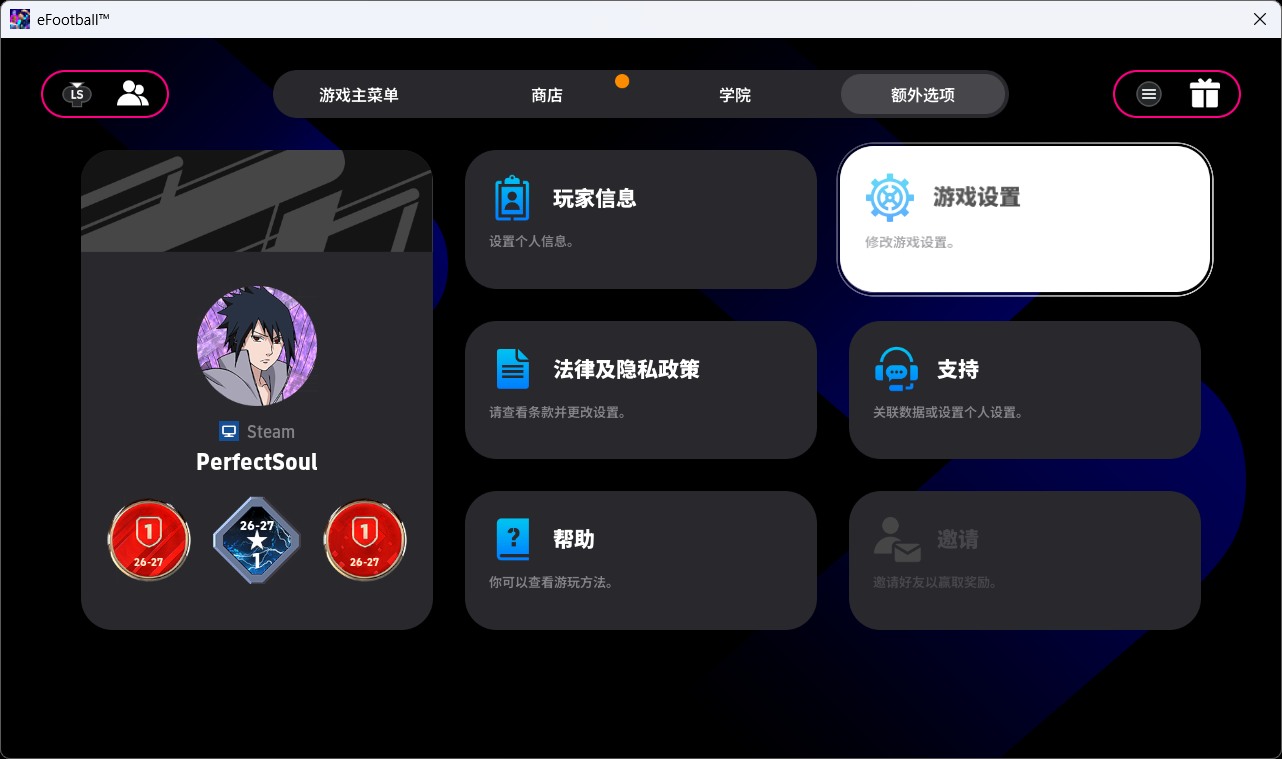 eFootball™
LS
游戏主菜单
商店
学院
额外选项
玩家信息
设置个人信息。
游戏设置
修改游戏设置。
法律及隐私政策
请查看条款并更改设置。
支持
关联数据或设置个人设置。
Steam
PerfectSoul
1
26-27
26-27
1
1
26-27
?
帮助
你可以查看游玩方法。
邀请
邀请好友以赢取奖励。